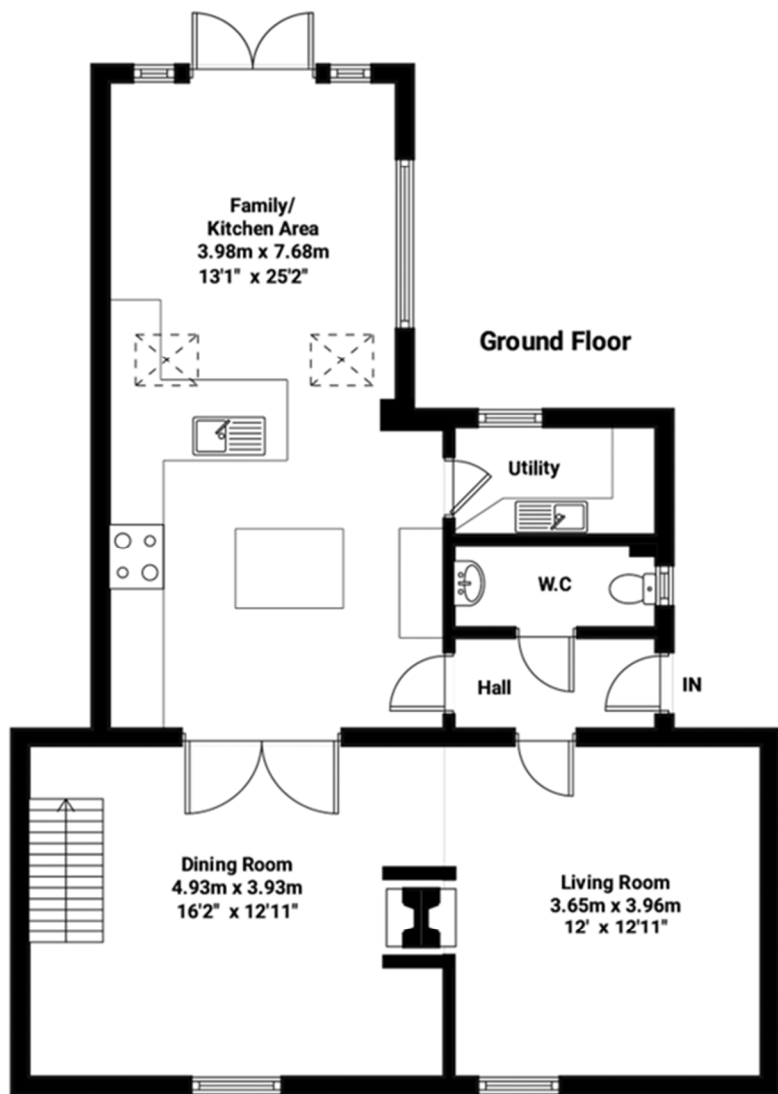 Family/
Kitchen Area
3.98m x 7.68m
13'1" x 25'2"
Ground Floor
Utility
W.C
Hall
IN
Dining Room
4.93m x 3.93m
16'2" x 12'11"
Living Room
3.65m x 3.96m
12' x 12'11"